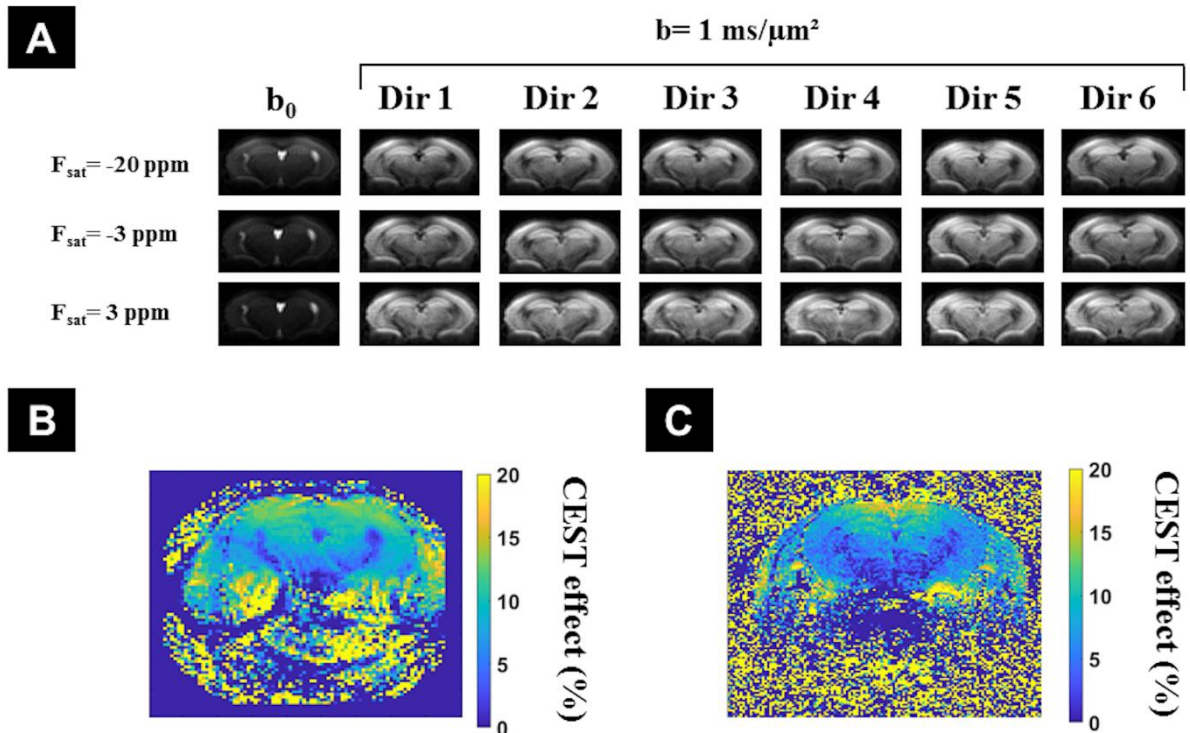 A
b= 1 ms/μm²
b₀ Dir 1 Dir 2 Dir 3 Dir 4 Dir 5 Dir 6
Fsat= -20 ppm
Fsat= -3 ppm
Fsat= 3 ppm
B
20
15
10
5
0
CEST effect (%)
C
20
15
10
5
0
CEST effect (%)